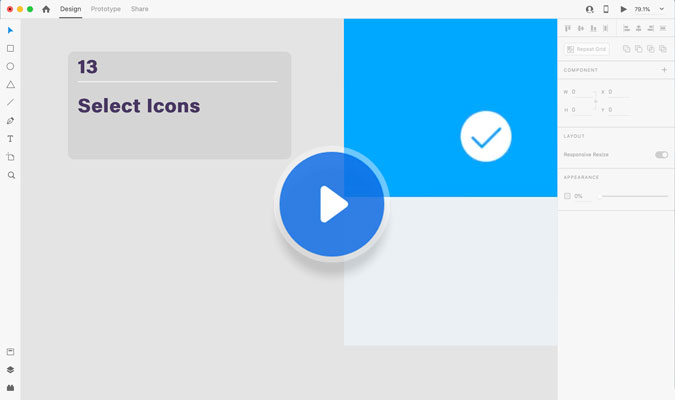 Design Prototype Share 79.1%
13
Select Icons
Repeat Grid
COMPONENT
W 0 X 0
H 0 Y 0
LAYOUT
Responsive Resize
APPEARANCE
0%